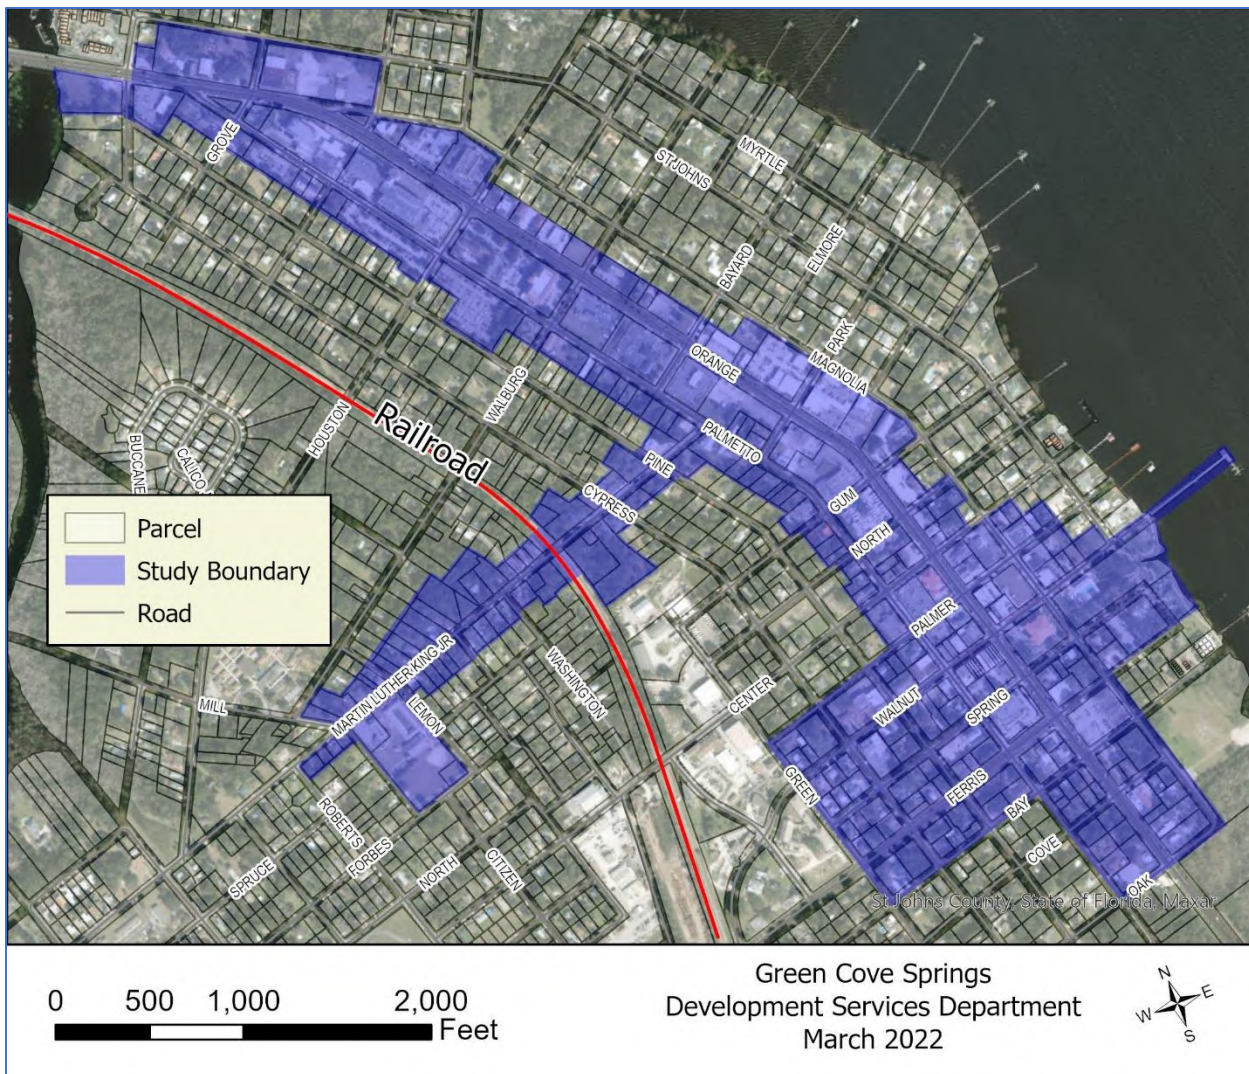 MYRTLE
ST JOHNS
GROVE
ELMORE
BAYARD
PARK
MAGNOLIA
ORANGE
WALBURG
HOUSTON
Railroad
PALMETTO
PINE
CYPRESS
BUCCANE
CALICO
GUM
NORTH
PALMER
WASHINGTON
CENTER
MARTIN LUTHER KING JR
LEMON
MILL
WALNUT
SPRING
GREEN
FERRIS
BAY
COVE
OAK
ROBERTS
FORBES
SPRUCE
NORTH
CITIZEN
Parcel
Study Boundary
Road
St Johns County, State of Florida, Maxar
0 500 1,000 2,000
Feet
Green Cove Springs
Development Services Department
March 2022
N
E
W
S